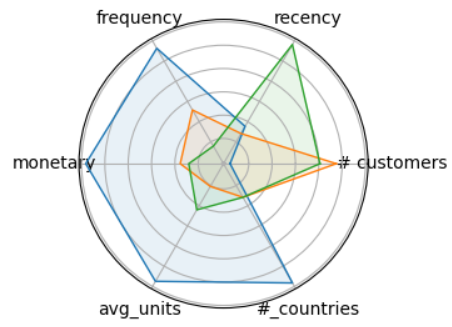 frequency
recency
monetary
# customers
avg_units
#_countries